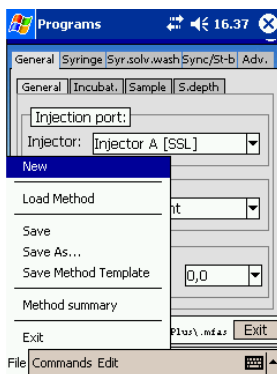 Programs 16.37
General Syringe Syr.solv.wash Sync/St-b Adv.
General Incubat. Sample S.depth
Injection port:
Injector: Injector A [SSL]
New
Load Method
nt
Save
Save As...
Save Method Template 0,0
Method summary
Plus\.mfas Exit
Exit
File Commands Edit